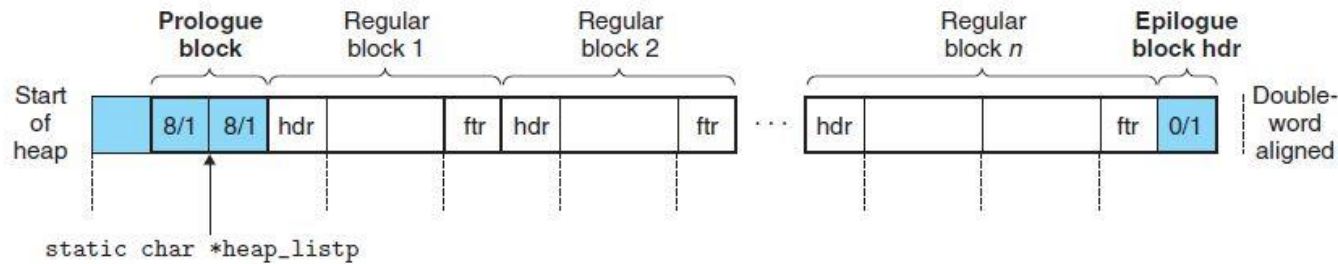 Prologue
block
Regular
block 1
Regular
block 2
Regular
block n
Epilogue
block hdr
Start
of
heap
8/1 8/1 hdr ftr hdr ftr ... hdr ftr 0/1
Double-
word
aligned
static char *heap_listp